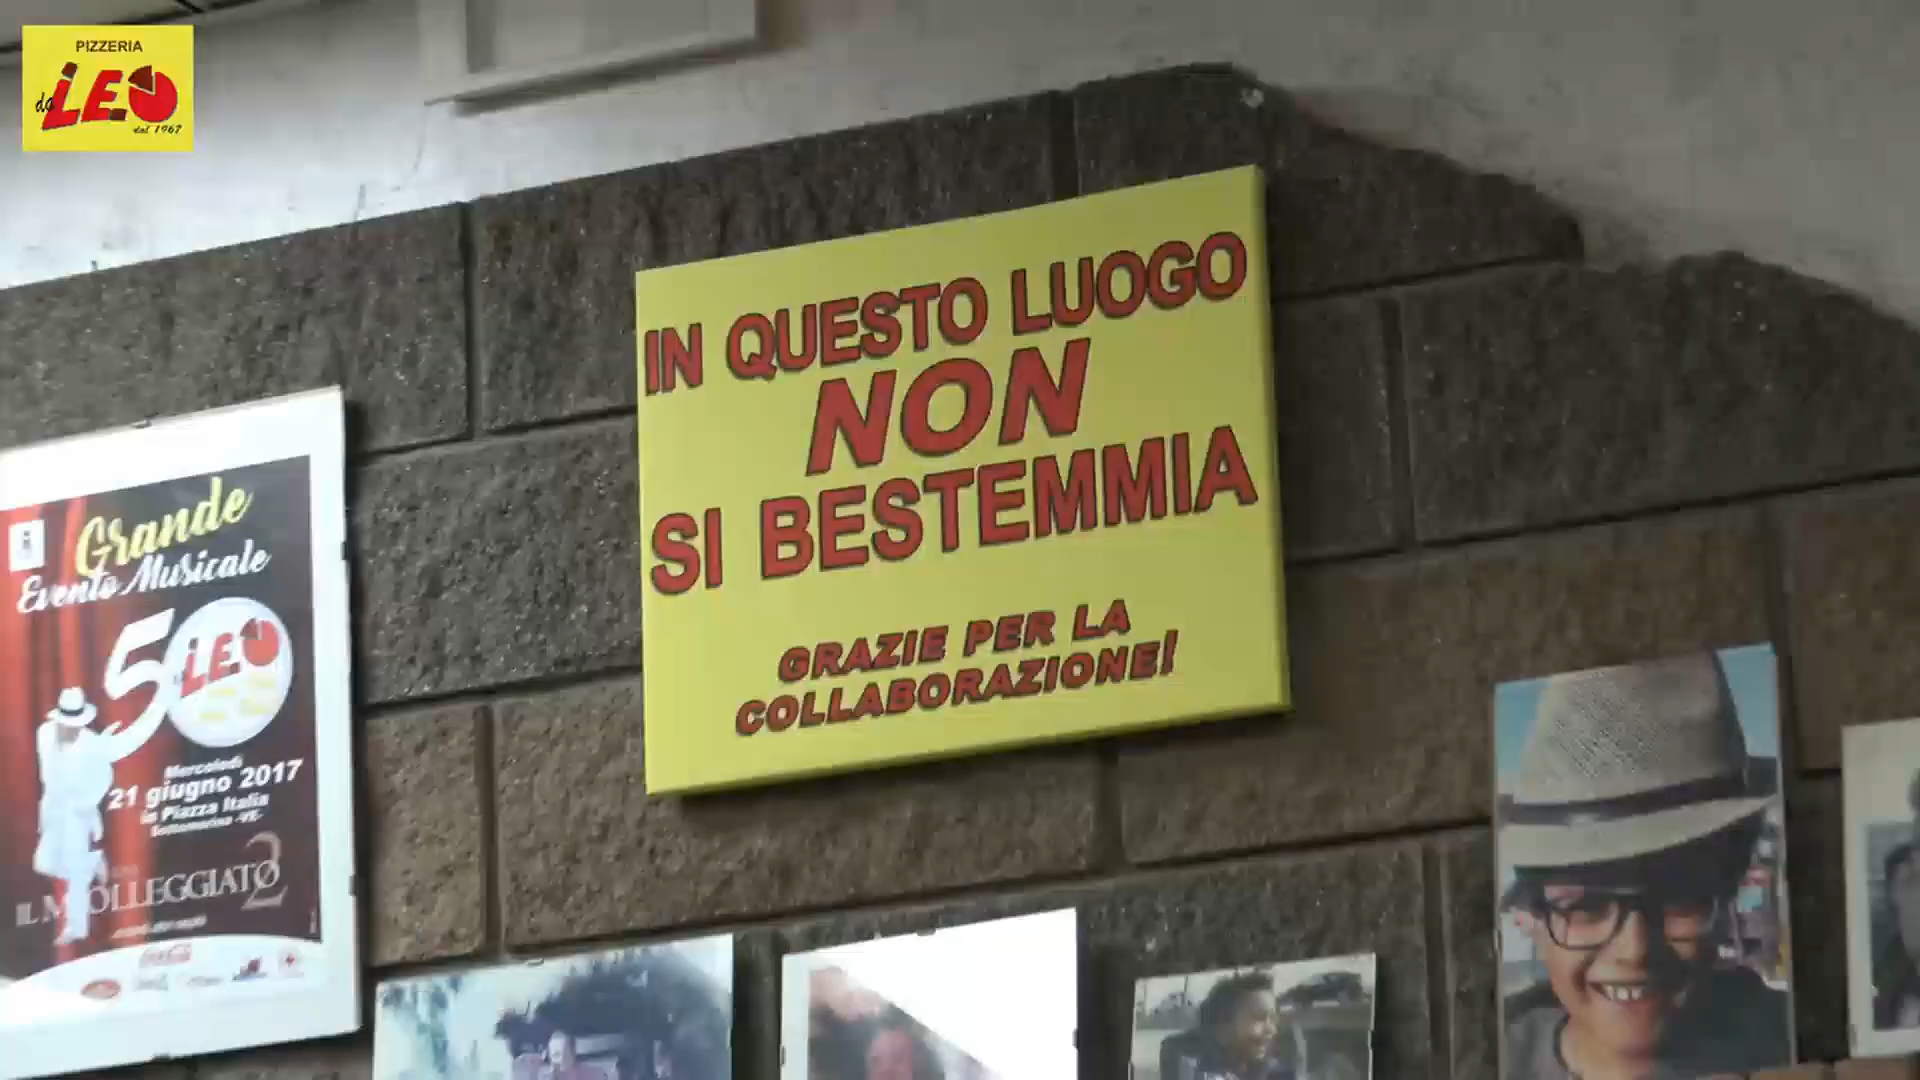 PIZZERIA
da LEO
dal 1967
IN QUESTO LUOGO
NON
SI BESTEMMIA
GRAZIE PER LA
COLLABORAZIONE!
Grande
Evento Musicale
50 LEO
Mercoledì
21 giugno 2017
in Piazza Italia
Sottomarina -VE-
IL MOLLEGGIATO
2